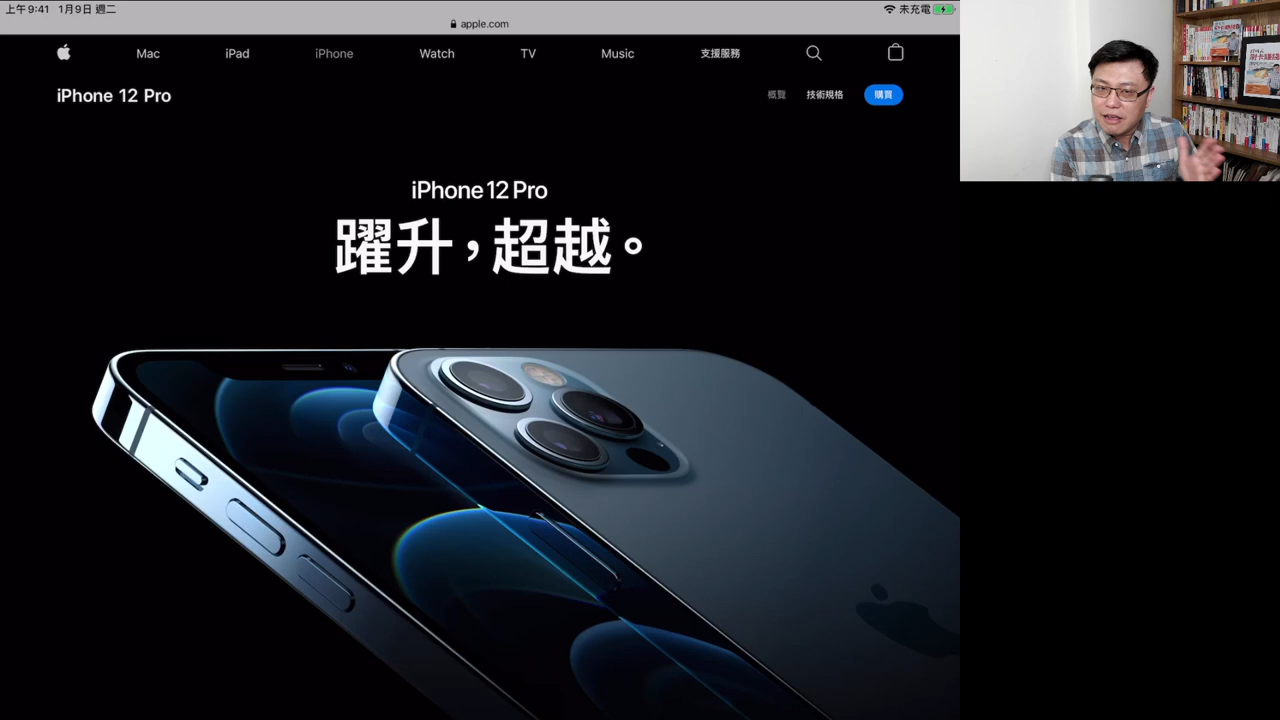 上午9:41 1月9日 週二
未充電
apple.com
Mac iPad iPhone Watch TV Music 支援服務
iPhone 12 Pro
概覽 技術規格 購買
iPhone 12 Pro
躍升，超越。